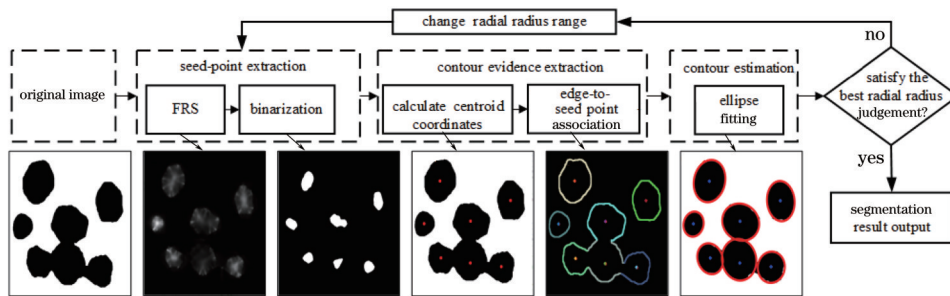 change radial radius range
no
seed-point extraction
contour evidence extraction
contour estimation
original image
FRS
binarization
calculate centroid
coordinates
edge-to-
seed point
association
ellipse
fitting
satisfy the
best radial radius
judgement?
yes
segmentation
result output